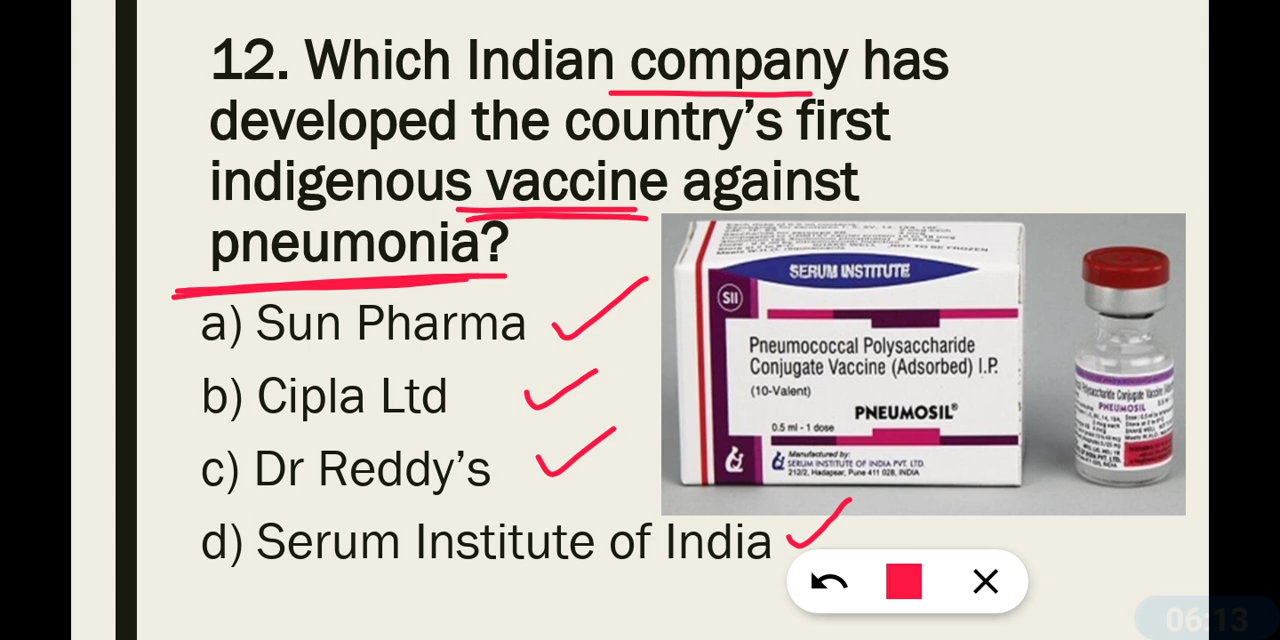 12. Which Indian company has
developed the country’s first
indigenous vaccine against
pneumonia?
a) Sun Pharma
b) Cipla Ltd
c) Dr Reddy’s
d) Serum Institute of India
SERUM INSTITUTE
SII
Pneumococcal Polysaccharide
Conjugate Vaccine (Adsorbed) I.P.
(10-Valent)
PNEUMOSIL®
0.5 ml - 1 dose
Manufactured by:
SERUM INSTITUTE OF INDIA PVT. LTD.
212/2, Hadapsar, Pune 411 028, INDIA
Polysaccharide Conjugate Vaccine
PNEUMOSIL
06:13